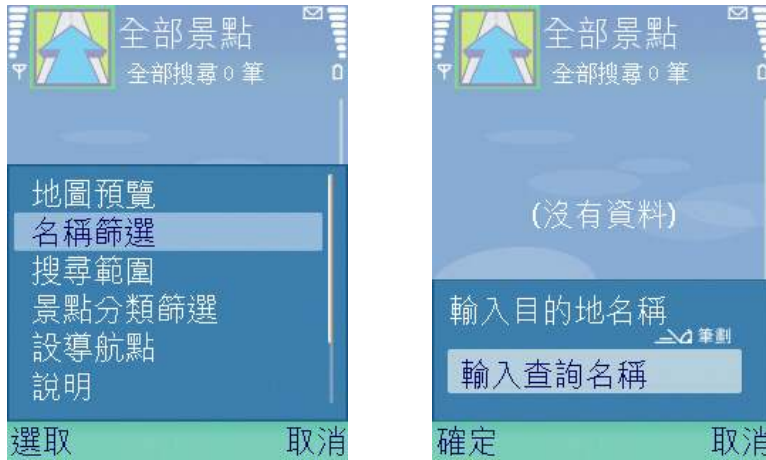 全部景點
全部搜尋 0 筆
地圖預覽
名稱篩選
搜尋範圍
景點分類篩選
設導航點
說明
選取
取消
全部景點
全部搜尋 0 筆
(沒有資料)
輸入目的地名稱
筆劃
輸入查詢名稱
確定
取消